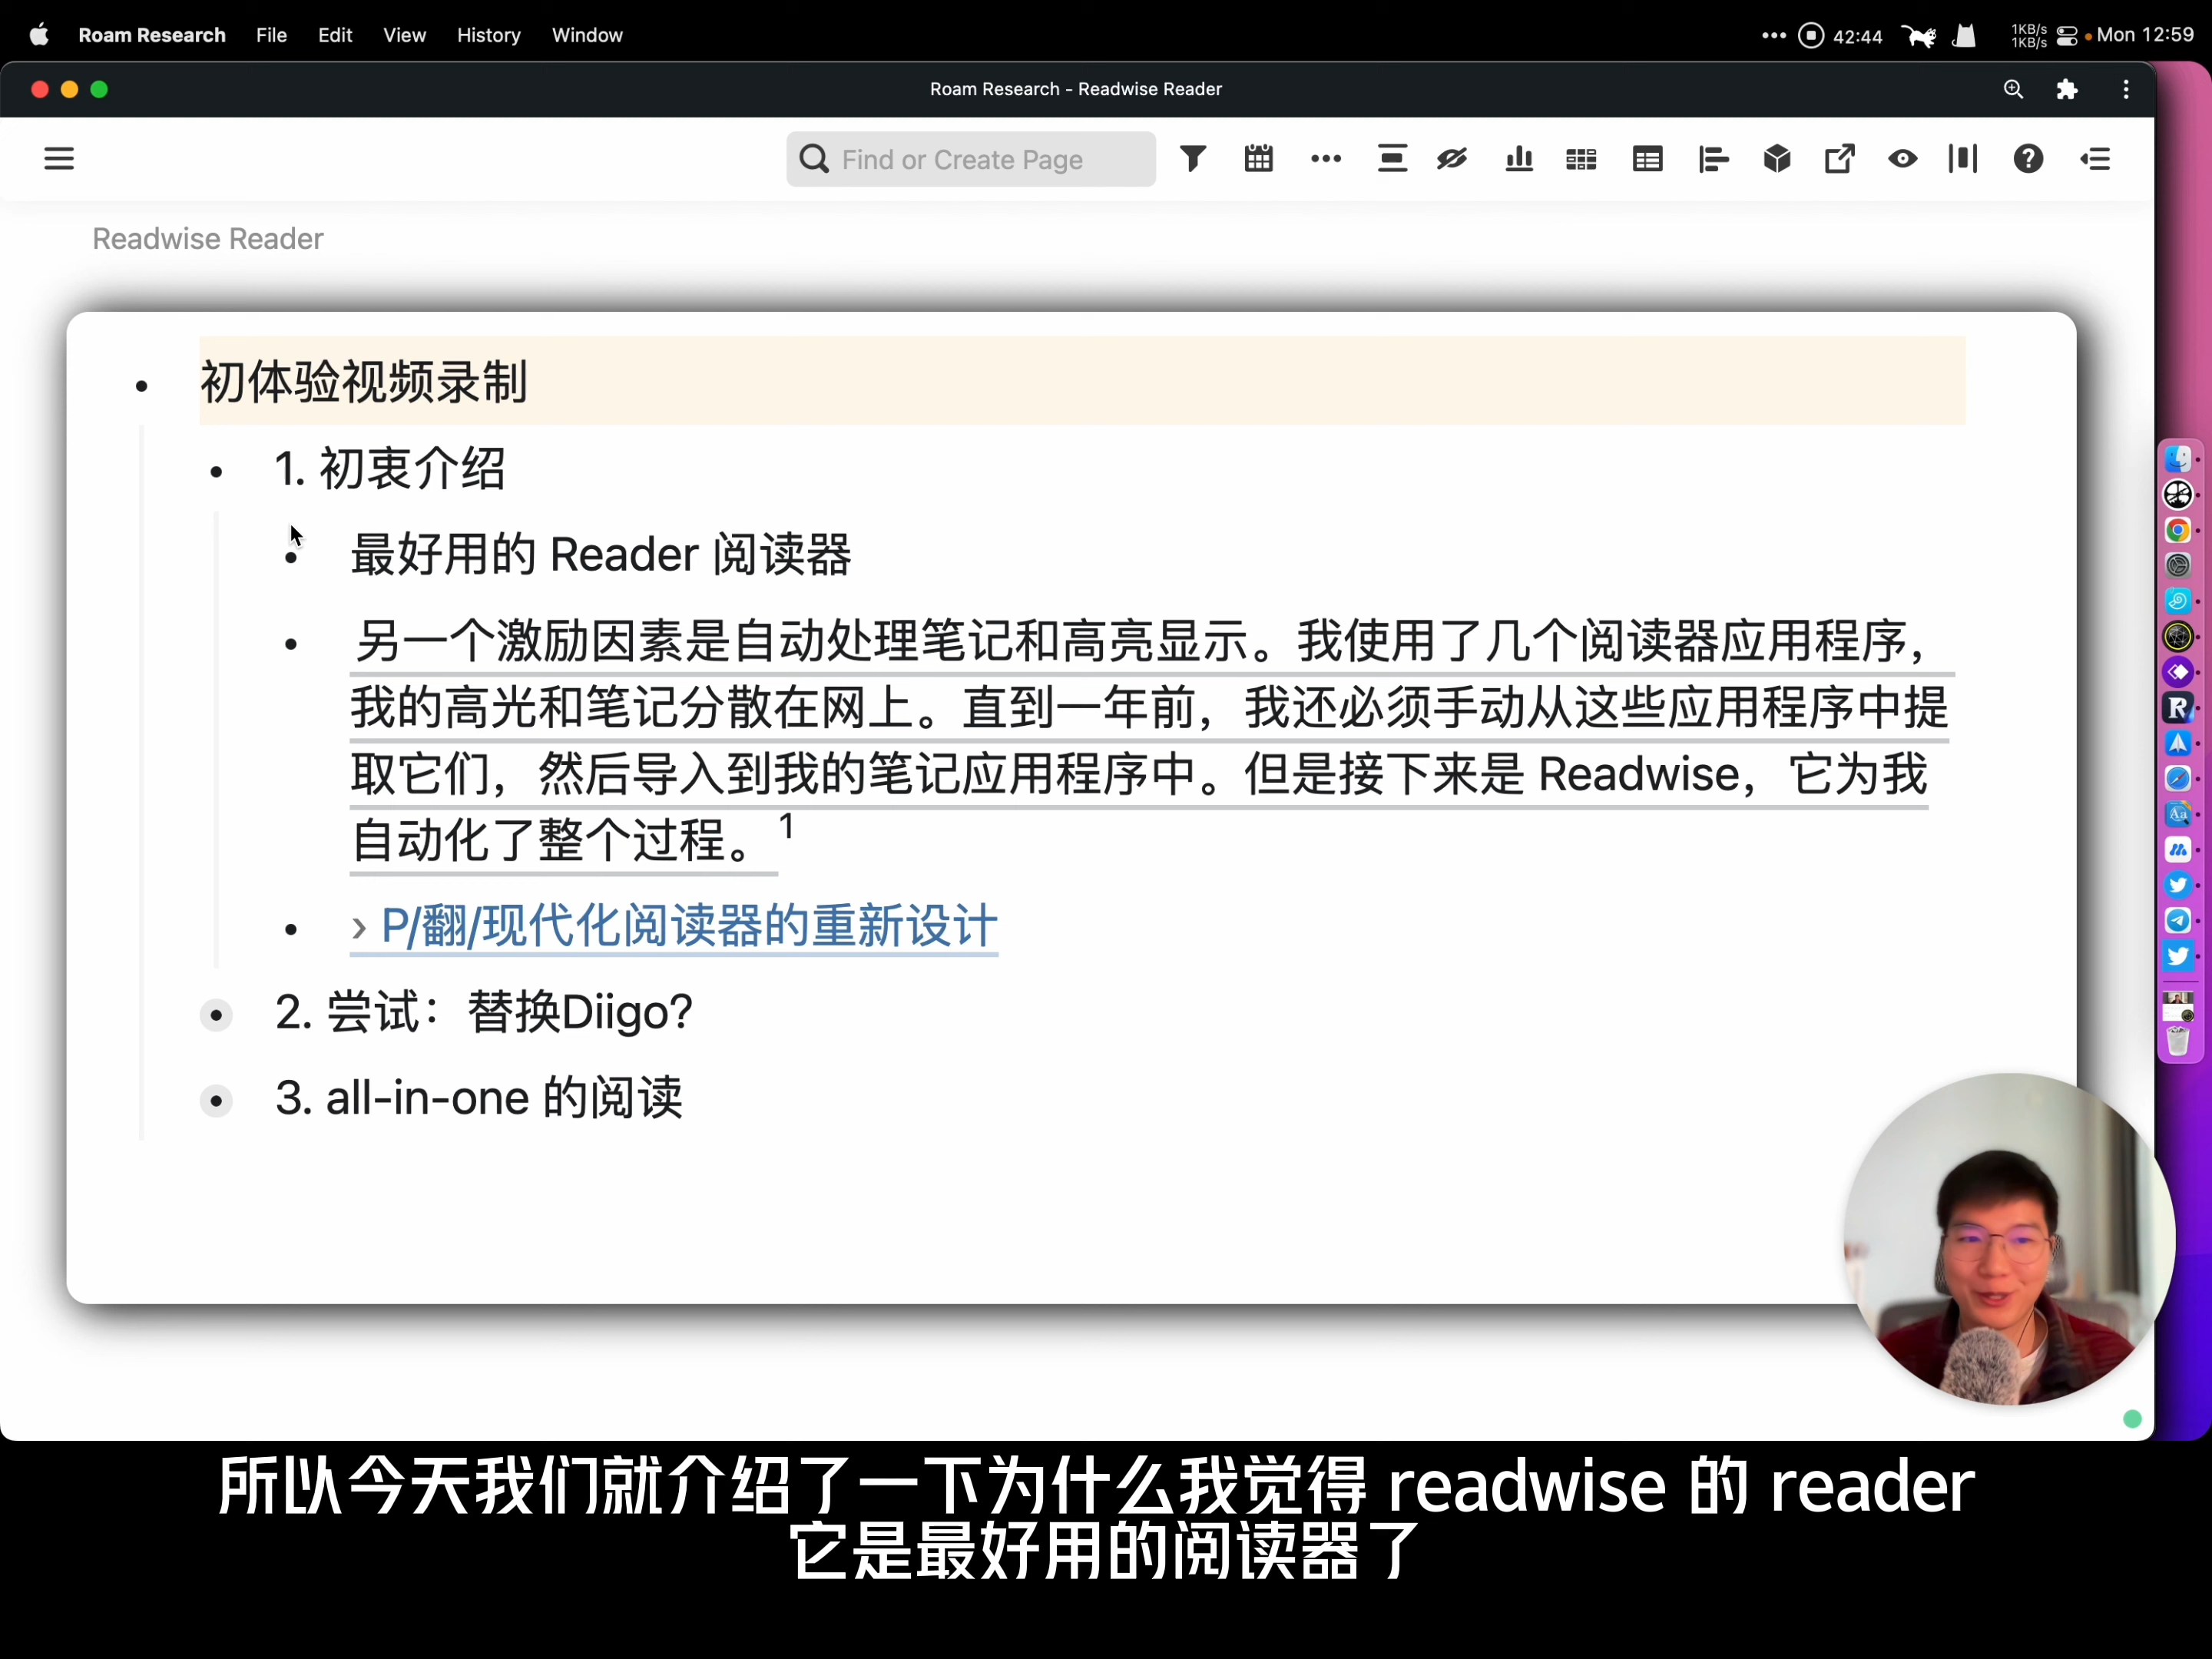 Roam Research File Edit View History Window
42:44
1KB/s
1KB/s
Mon 12:59
Roam Research - Readwise Reader
Find or Create Page
Readwise Reader
初体验视频录制
1. 初衷介绍
最好用的 Reader 阅读器
另一个激励因素是自动处理笔记和高亮显示。我使用了几个阅读器应用程序，
我的高光和笔记分散在网上。直到一年前，我还必须手动从这些应用程序中提
取它们，然后导入到我的笔记应用程序中。但是接下来是 Readwise，它为我
自动化了整个过程。 1
› P/翻/现代化阅读器的重新设计
2. 尝试：替换Diigo?
3. all-in-one 的阅读
所以今天我们就介绍了一下为什么我觉得 readwise 的 reader
它是最好用的阅读器了